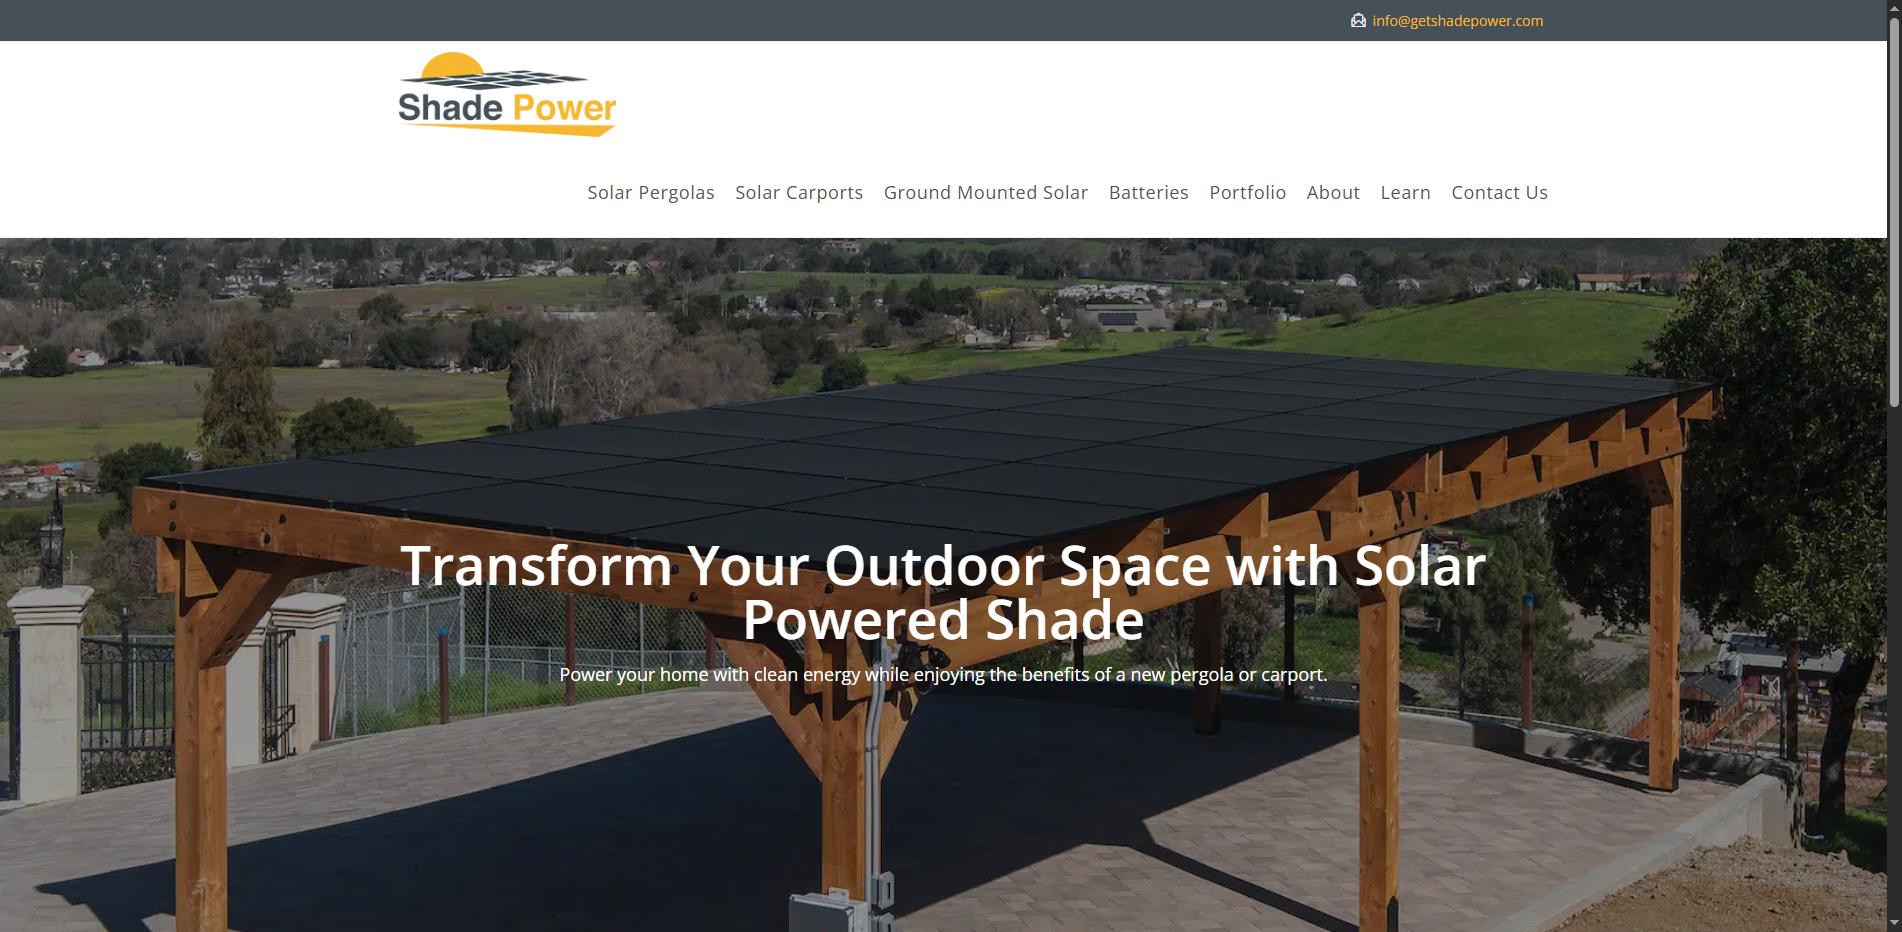 info@getshadepower.com
Shade Power
Solar Pergolas Solar Carports Ground Mounted Solar Batteries Portfolio About Learn Contact Us
Transform Your Outdoor Space with Solar
Powered Shade
Power your home with clean energy while enjoying the benefits of a new pergola or carport.